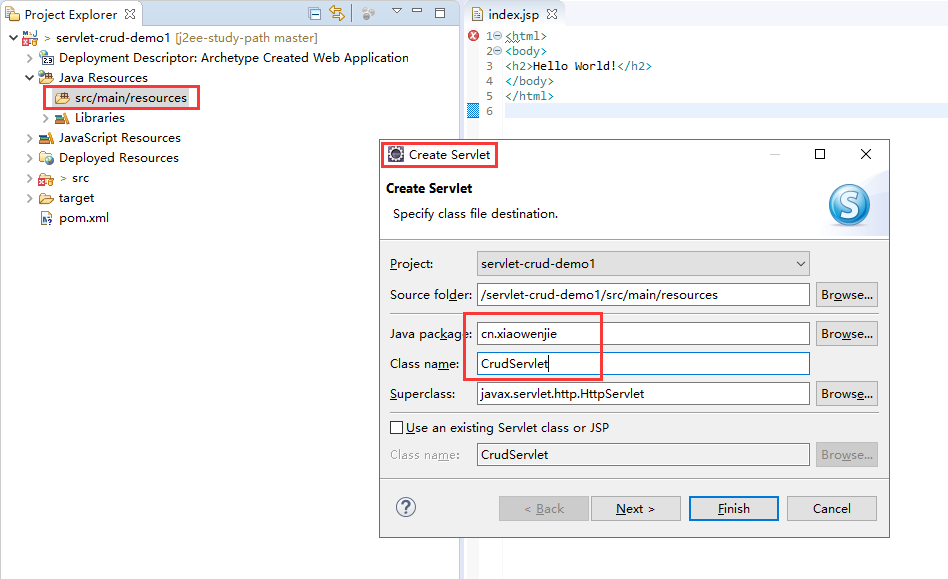 Project Explorer
> servlet-crud-demo1 [j2ee-study-path master]
Deployment Descriptor: Archetype Created Web Application
Java Resources
src/main/resources
Libraries
JavaScript Resources
Deployed Resources
> src
target
pom.xml
index.jsp
1 <html>
2 <body>
3 <h2>Hello World!</h2>
4 </body>
5 </html>
6
Create Servlet
Create Servlet
Specify class file destination.
S
Project: servlet-crud-demo1
Source folder: /servlet-crud-demo1/src/main/resources Browse...
Java package: cn.xiaowenjie Browse...
Class name: CrudServlet
Superclass: javax.servlet.http.HttpServlet Browse...
Use an existing Servlet class or JSP
Class name: CrudServlet Browse...
? < Back Next > Finish Cancel